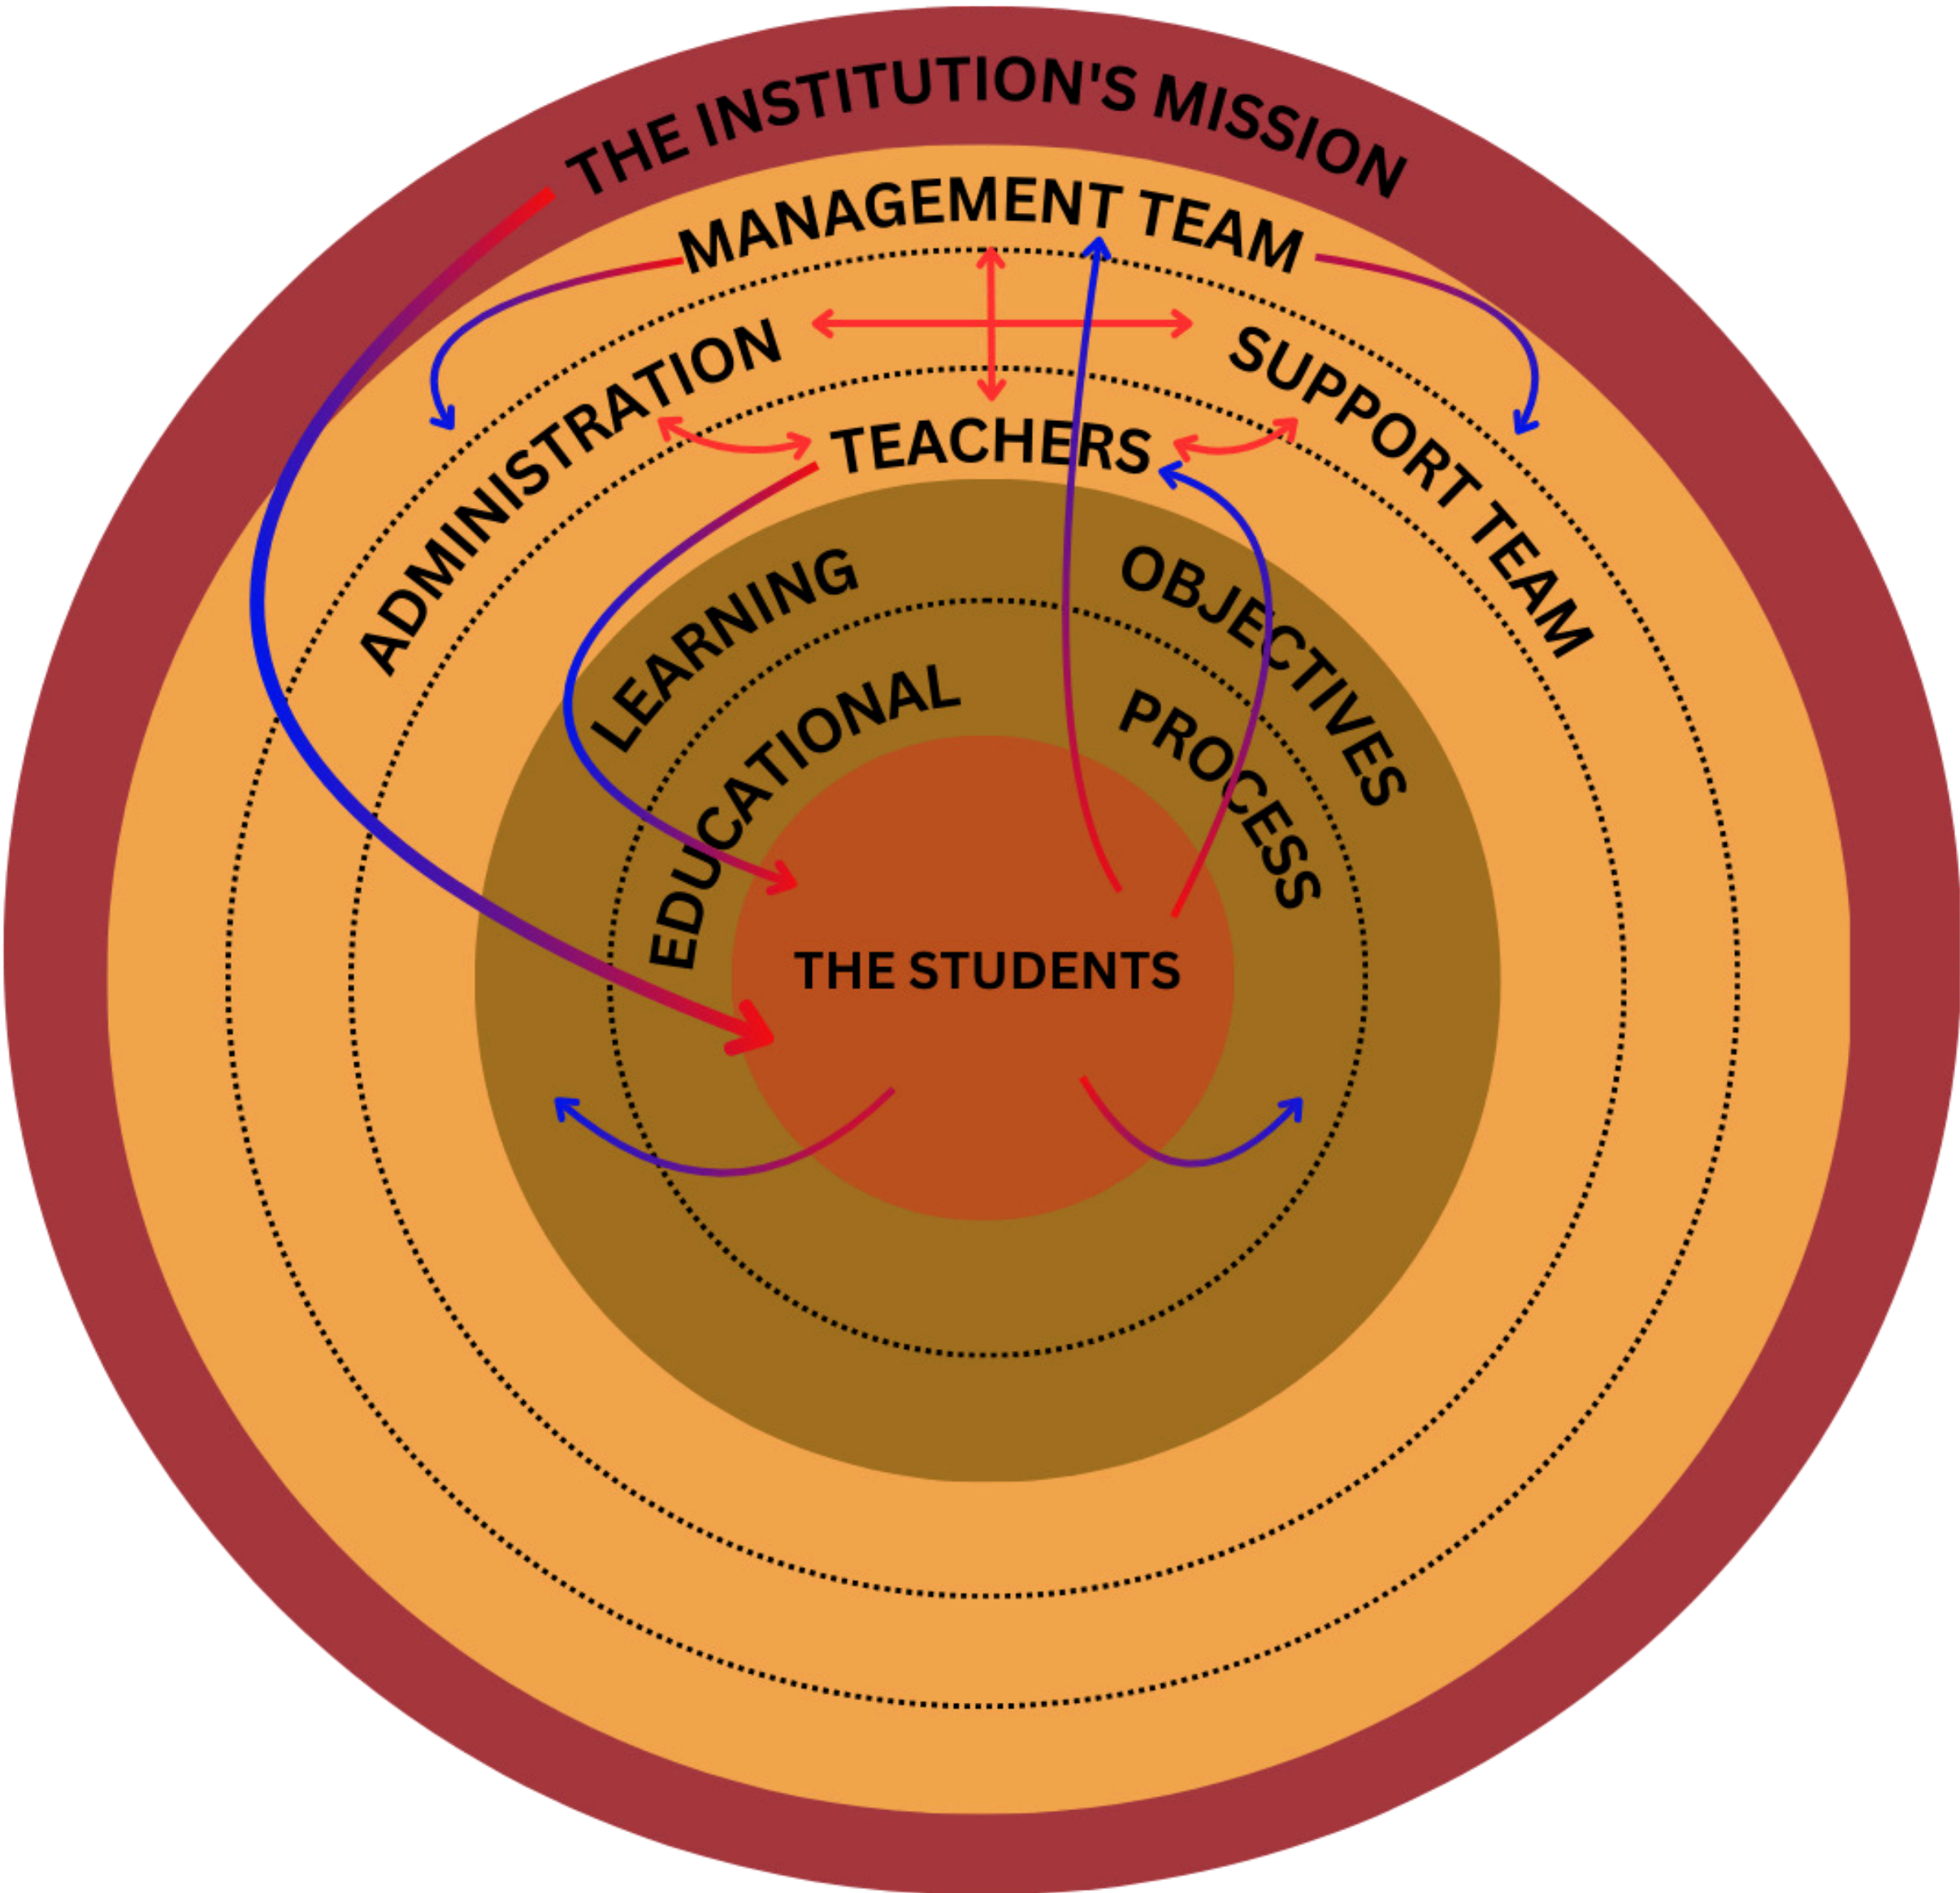 THE INSTITUTION'S MISSION
MANAGEMENT TEAM
ADMINISTRATION
SUPPORT TEAM
TEACHERS
LEARNING
OBJECTIVES
EDUCATIONAL
PROCESS
THE STUDENTS